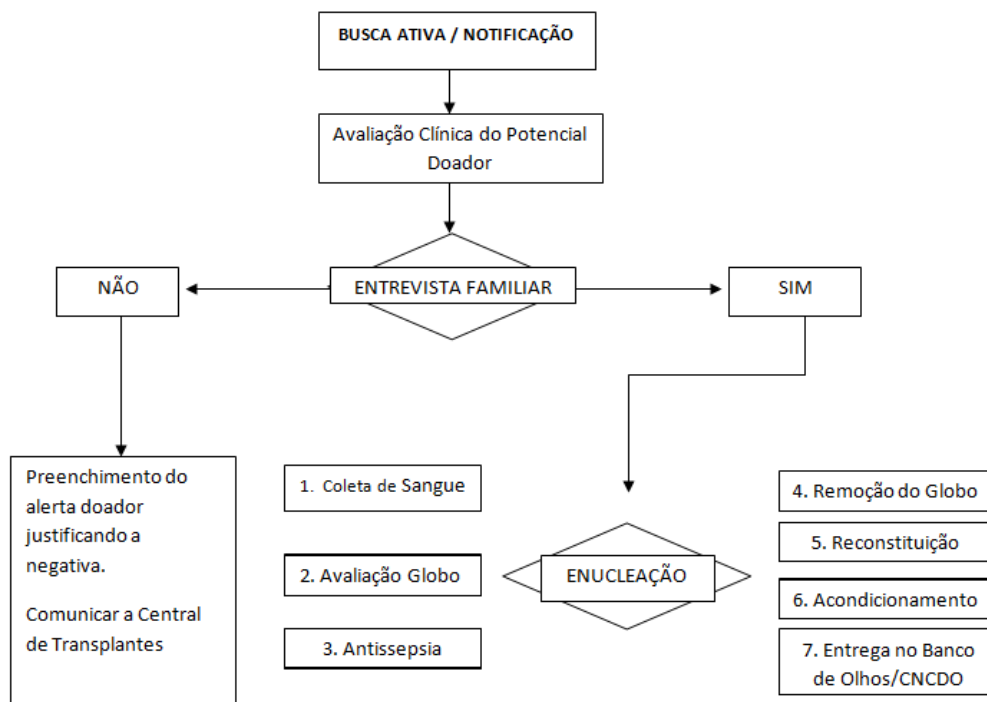 BUSCA ATIVA / NOTIFICAÇÃO
Avaliação Clínica do Potencial
Doador
NÃO
ENTREVISTA FAMILIAR
SIM
Preenchimento do
alerta doador
justificando a
negativa.
Comunicar a Central
de Transplantes
1. Coleta de Sangue
2. Avaliação Globo
3. Antissepsia
ENUCLEAÇÃO
4. Remoção do Globo
5. Reconstituição
6. Acondicionamento
7. Entrega no Banco
de Olhos/CNCDO